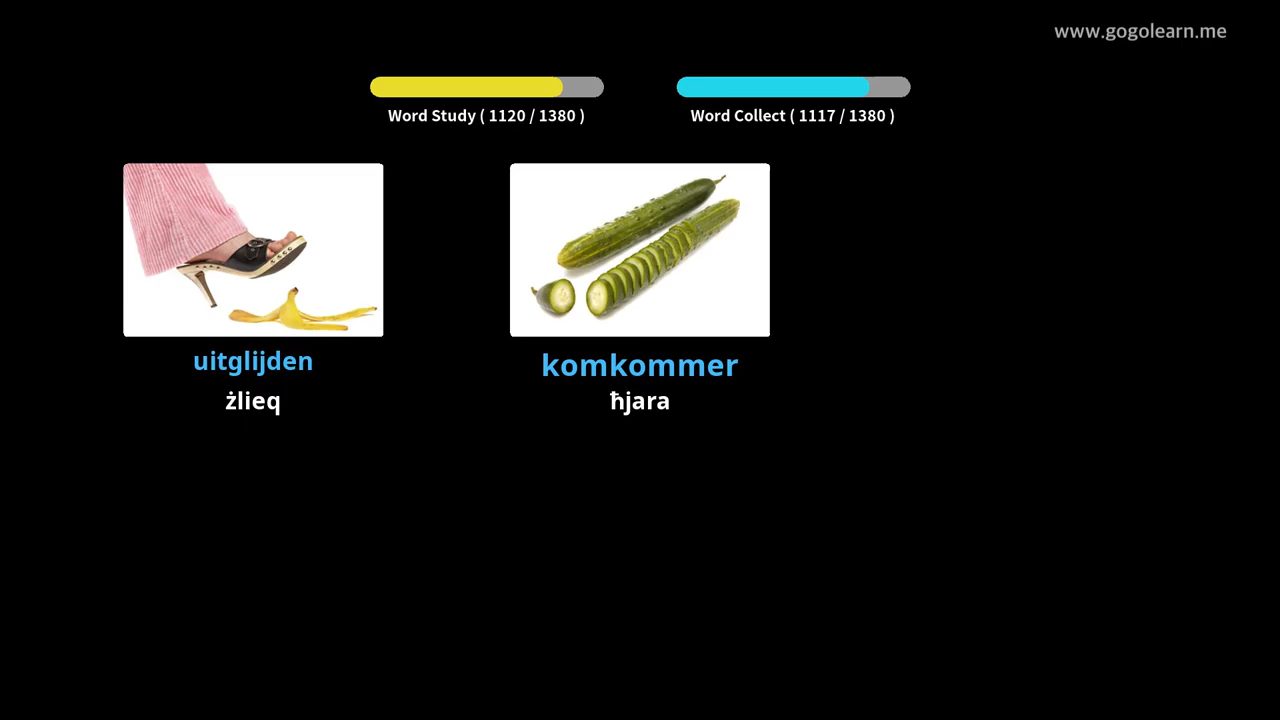 www.gogolearn.me
Word Study ( 1120 / 1380 )
Word Collect ( 1117 / 1380 )
uitglijden
żlieq
komkommer
ħjara